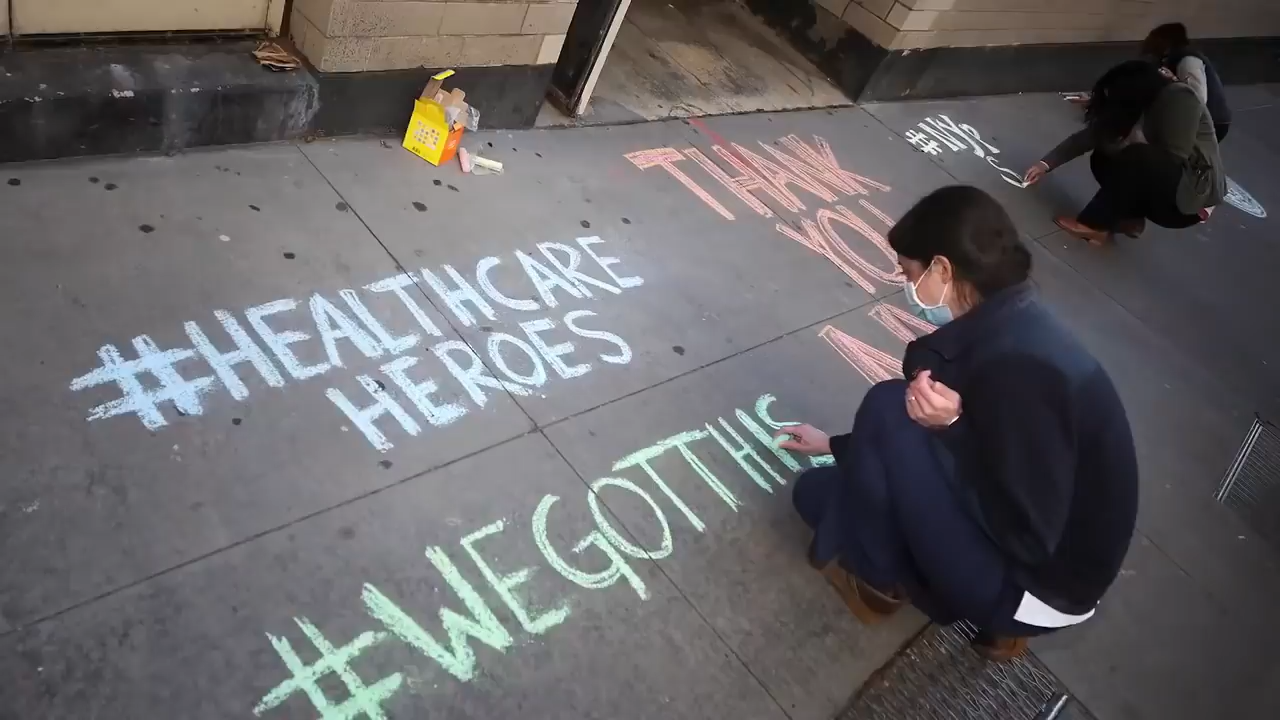 #HEALTHCARE
HEROES
#WEGOTTHIS
THANK
YOU
#NYP